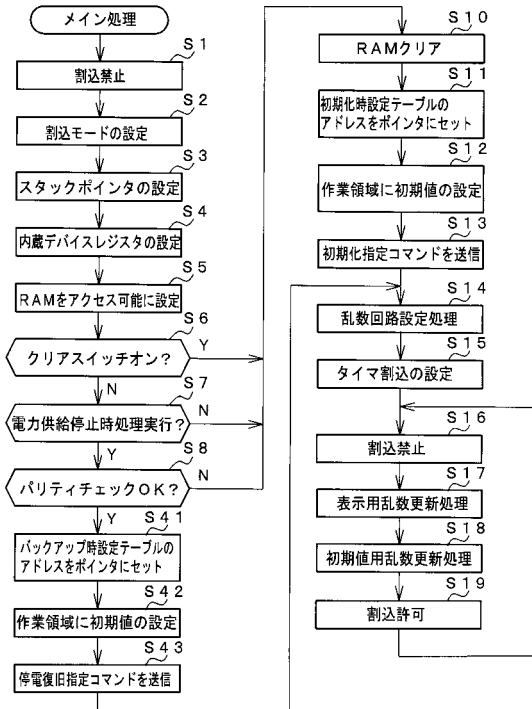 メイン処理
S1
割込禁止
S2
割込モードの設定
S3
スタックポインタの設定
S4
内蔵デバイスレジスタの設定
S5
RAMをアクセス可能に設定
S6
クリアスイッチオン?
Y
N
S7
電力供給停止時処理実行?
N
Y
S8
パリティチェックOK?
N
Y
S41
バックアップ時設定テーブルの
アドレスをポインタにセット
S42
作業領域に初期値の設定
S43
停電復旧指定コマンドを送信
S10
RAMクリア
S11
初期化時設定テーブルの
アドレスをポインタにセット
S12
作業領域に初期値の設定
S13
初期化指定コマンドを送信
S14
乱数回路設定処理
S15
タイマ割込の設定
S16
割込禁止
S17
表示用乱数更新処理
S18
初期値用乱数更新処理
S19
割込許可